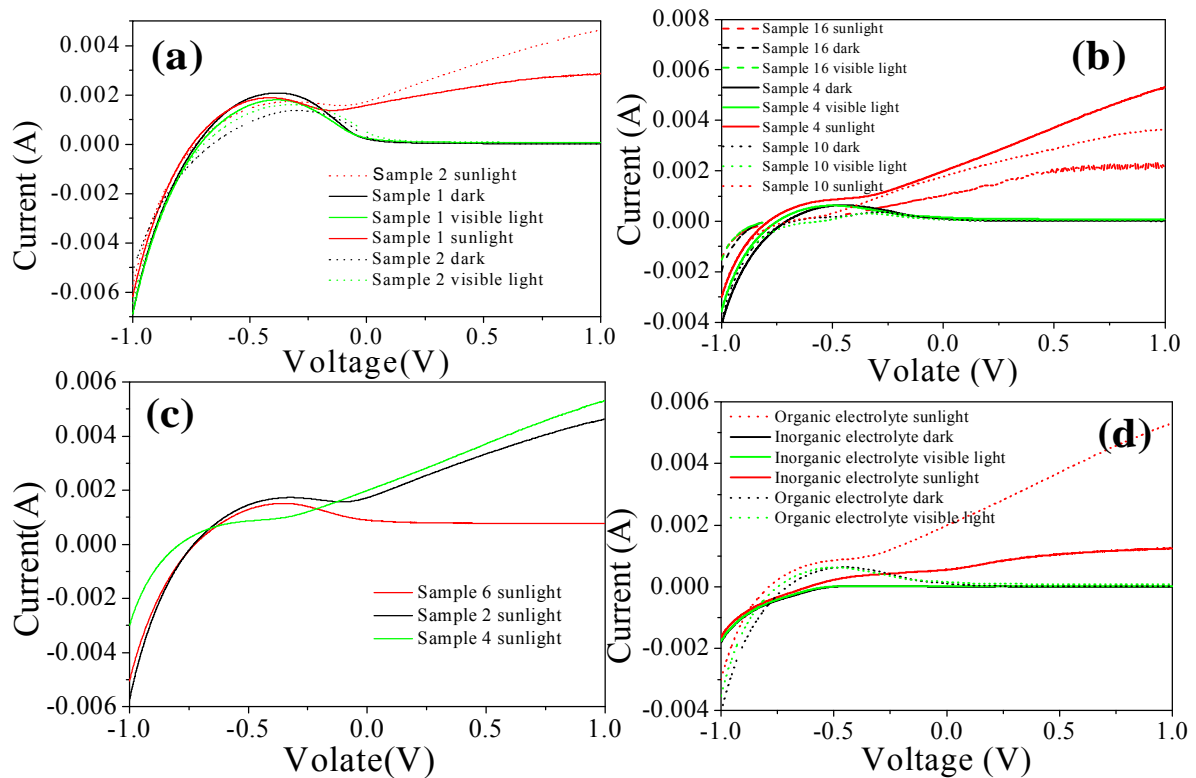 (a)
0.004
0.002
0.000
-0.002
-0.004
-0.006
Current (A)
Sample 2 sunlight
Sample 1 dark
Sample 1 visible light
Sample 1 sunlight
Sample 2 dark
Sample 2 visible light
-1.0 -0.5 0.0 0.5 1.0
Voltage(V)
(b)
0.008
0.006
0.004
0.002
0.000
-0.002
-0.004
Current (A)
Sample 16 sunlight
Sample 16 dark
Sample 16 visible light
Sample 4 dark
Sample 4 visible light
Sample 4 sunlight
Sample 10 dark
Sample 10 visible light
Sample 10 sunlight
-1.0 -0.5 0.0 0.5 1.0
Volate (V)
(c)
0.006
0.004
0.002
0.000
-0.002
-0.004
-0.006
Current(A)
Sample 6 sunlight
Sample 2 sunlight
Sample 4 sunlight
-1.0 -0.5 0.0 0.5 1.0
Volate(V)
(d)
0.006
0.004
0.002
0.000
-0.002
-0.004
Current (A)
Organic electrolyte sunlight
Inorganic electrolyte dark
Inorganic electrolyte visible light
Inorganic electrolyte sunlight
Organic electrolyte dark
Organic electrolyte visible light
-1.0 -0.5 0.0 0.5 1.0
Voltage (V)